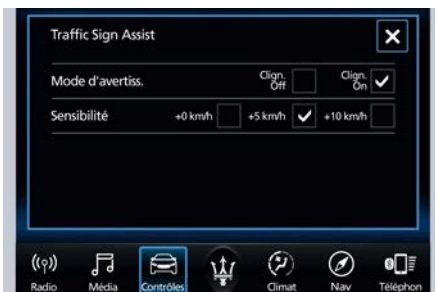 Traffic Sign Assist
Mode d'avertiss. Clign. Off Clign. On
Sensibilité +0 km/h +5 km/h +10 km/h
Radio Média Contrôles Climat Nav Téléphon